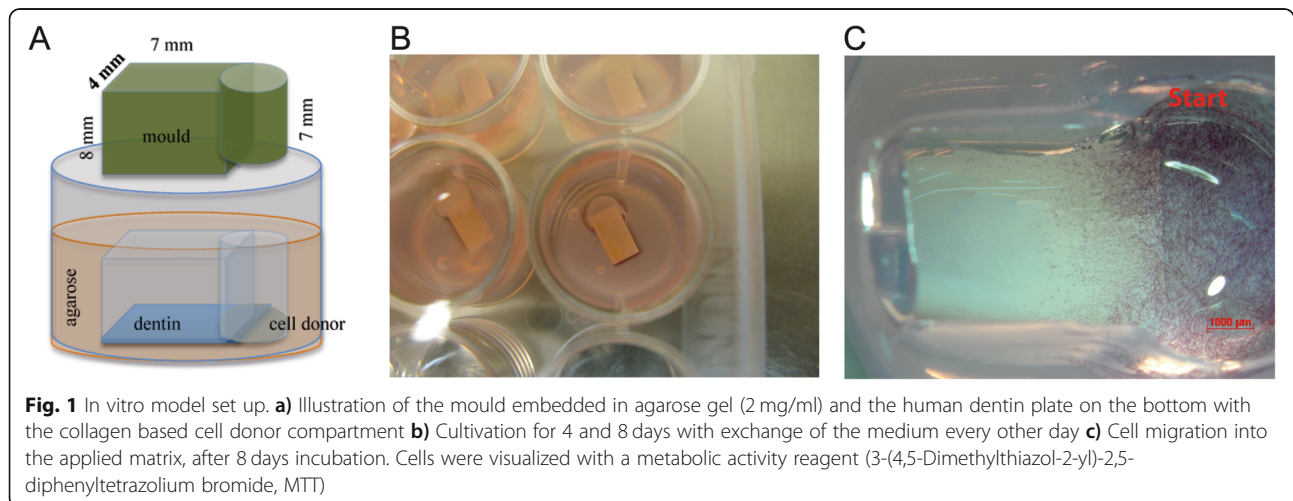 A
7 mm
4 mm
mould
8 mm
7 mm
agarose
dentin
cell donor
B
C
Start
1000 µm
Fig. 1 In vitro model set up. a) Illustration of the mould embedded in agarose gel (2 mg/ml) and the human dentin plate on the bottom with
the collagen based cell donor compartment b) Cultivation for 4 and 8 days with exchange of the medium every other day c) Cell migration into
the applied matrix, after 8 days incubation. Cells were visualized with a metabolic activity reagent (3-(4,5-Dimethylthiazol-2-yl)-2,5-
diphenyltetrazolium bromide, MTT)